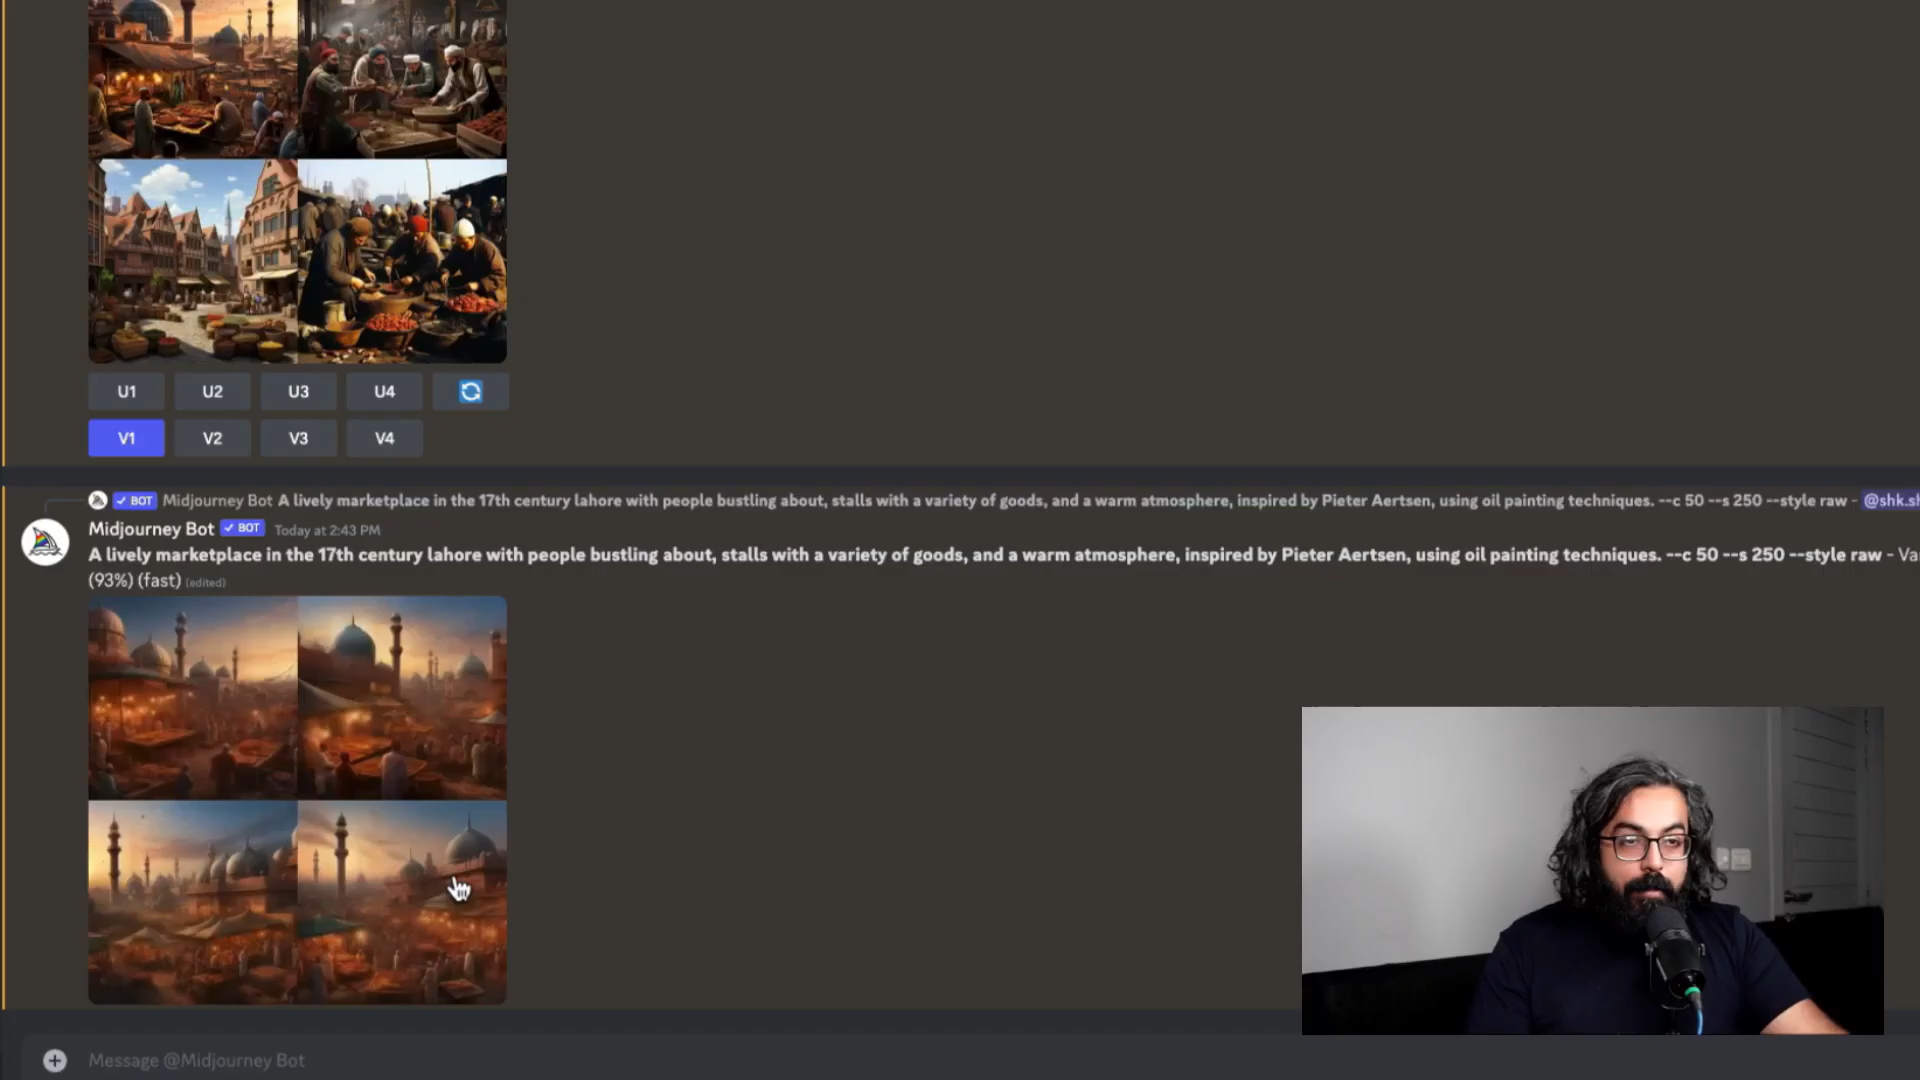 U1 U2 U3 U4
V1 V2 V3 V4
BOT Midjourney Bot A lively marketplace in the 17th century lahore with people bustling about, stalls with a variety of goods, and a warm atmosphere, inspired by Pieter Aertsen, using oil painting techniques. --c 50 --s 250 --style raw - @shk.sh
Midjourney Bot BOT Today at 2:43 PM
A lively marketplace in the 17th century lahore with people bustling about, stalls with a variety of goods, and a warm atmosphere, inspired by Pieter Aertsen, using oil painting techniques. --c 50 --s 250 --style raw - Va
(93%) (fast) (edited)
Message @Midjourney Bot